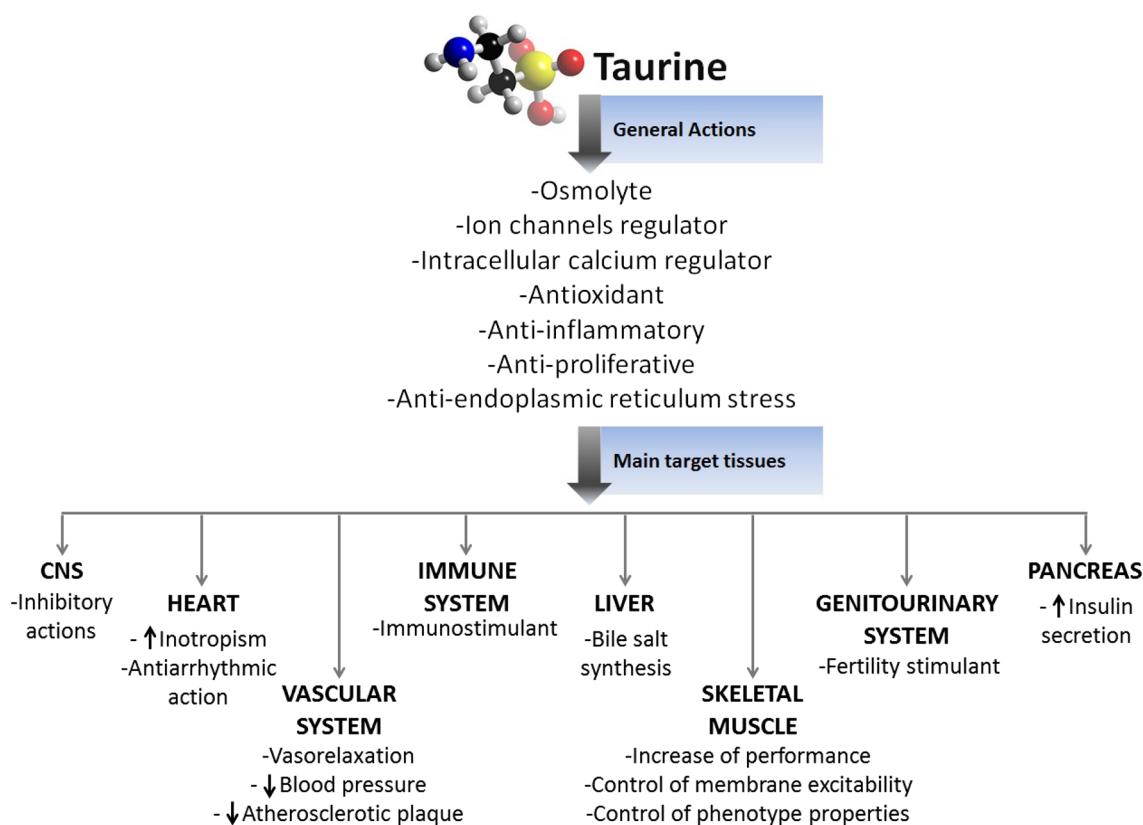 Taurine
General Actions
-Osmolyte
-Ion channels regulator
-Intracellular calcium regulator
-Antioxidant
-Anti-inflammatory
-Anti-proliferative
-Anti-endoplasmic reticulum stress
Main target tissues
CNS
-Inhibitory
actions
HEART
- ↑ Inotropism
-Antiarrhythmic
action
VASCULAR
SYSTEM
-Vasorelaxation
- ↓ Blood pressure
- ↓ Atherosclerotic plaque
IMMUNE
SYSTEM
-Immunostimulant
LIVER
-Bile salt
synthesis
SKELETAL
MUSCLE
-Increase of performance
-Control of membrane excitability
-Control of phenotype properties
GENITOURINARY
SYSTEM
-Fertility stimulant
PANCREAS
- ↑ Insulin
secretion